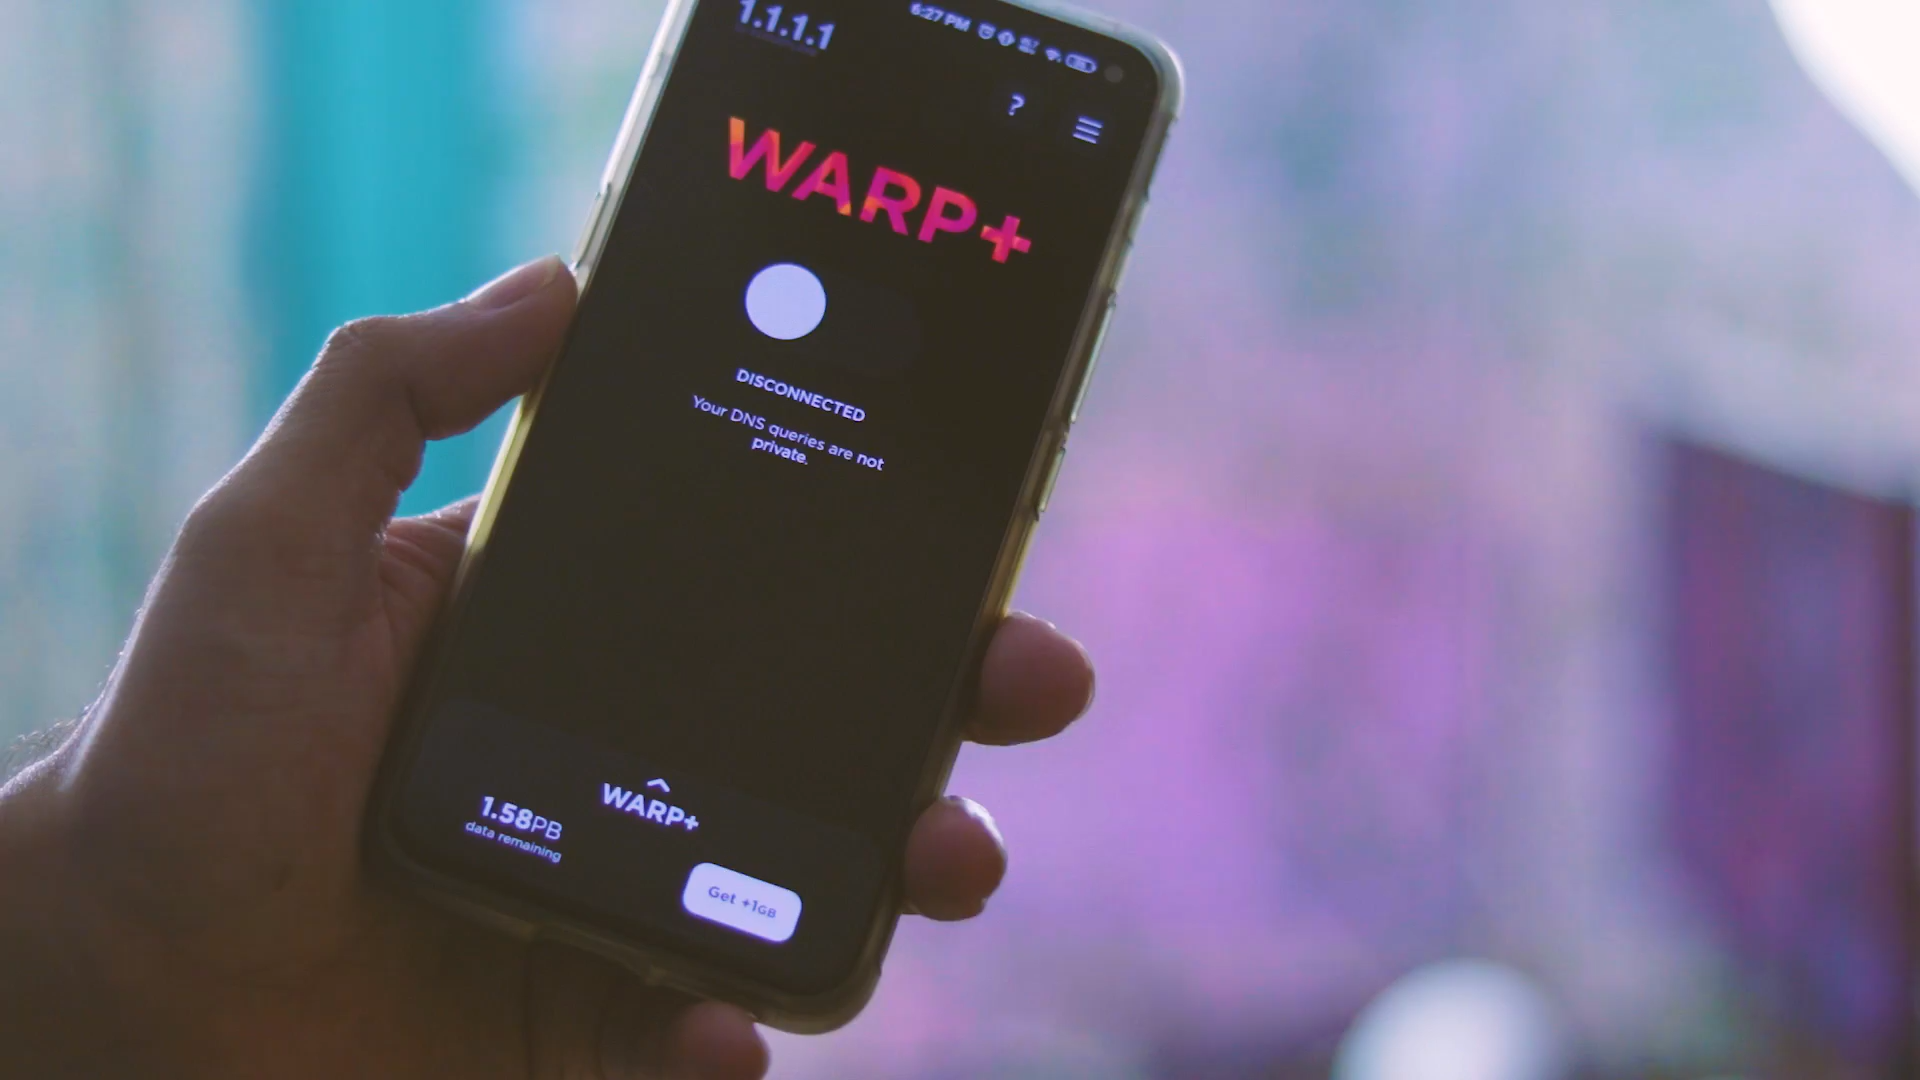 1.1.1.1
6:27 PM
?
WARP+
DISCONNECTED
Your DNS queries are not
private.
WARP+
1.58PB
data remaining
Get +1GB